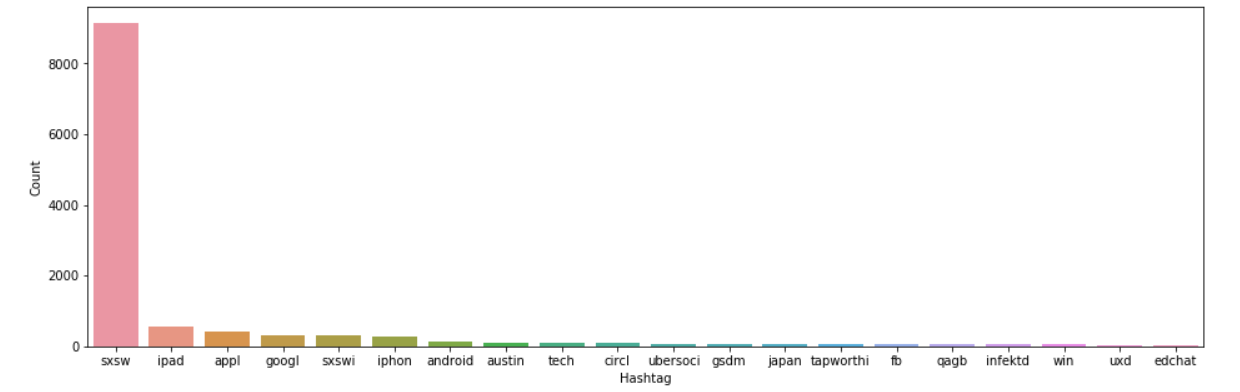 8000
6000
4000
2000
0
Count
sxsw ipad appl googl sxswi iphon android austin tech circl ubersoci gsdm japan tapworthi fb qagb infektd win uxd edchat
Hashtag